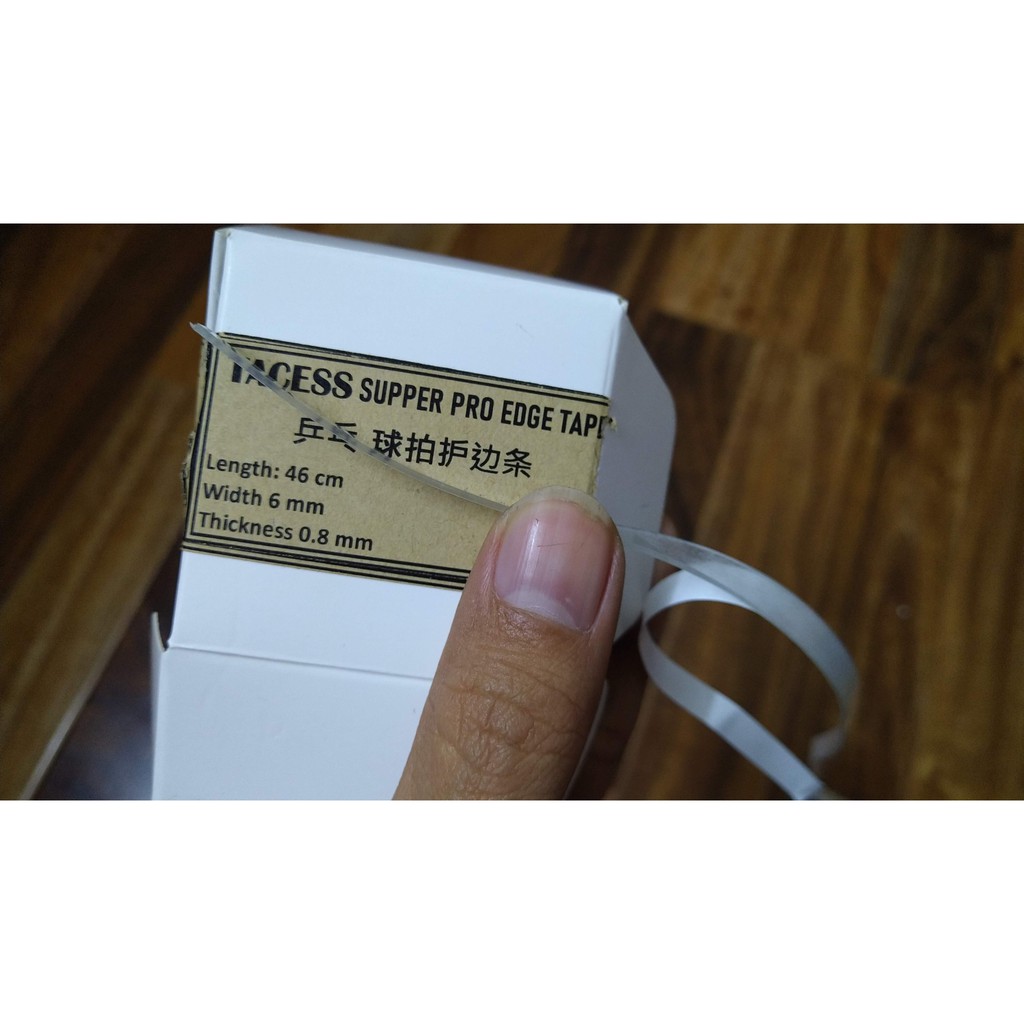 YACESS SUPPER PRO EDGE TAPE
乒乓 球拍护边条
Length: 46 cm
Width 6 mm
Thickness 0.8 mm